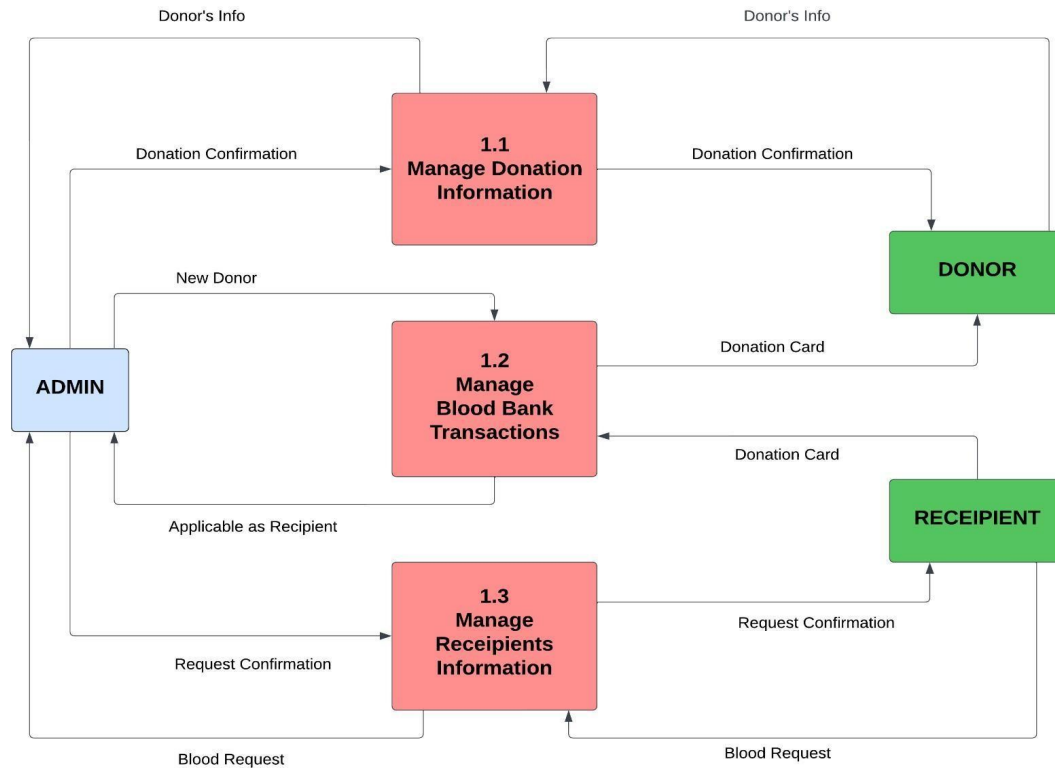 Donor's Info
Donor's Info
1.1
Manage Donation
Information
Donation Confirmation
Donation Confirmation
DONOR
New Donor
1.2
Manage
Blood Bank
Transactions
Donation Card
ADMIN
Donation Card
Applicable as Recipient
RECEIPIENT
1.3
Manage
Receipients
Information
Request Confirmation
Request Confirmation
Blood Request
Blood Request